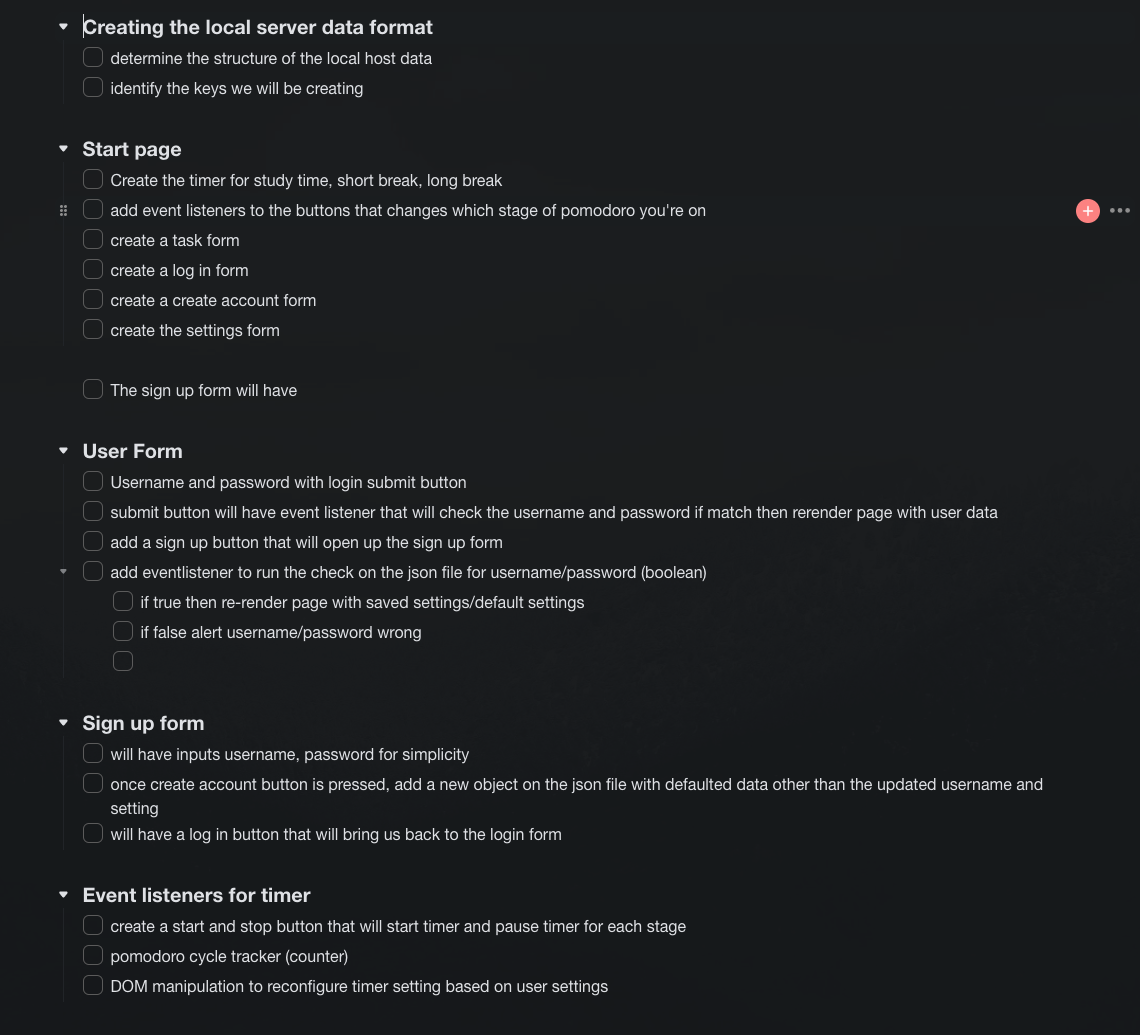 Creating the local server data format
determine the structure of the local host data
identify the keys we will be creating
Start page
Create the timer for study time, short break, long break
add event listeners to the buttons that changes which stage of pomodoro you're on
create a task form
create a log in form
create a create account form
create the settings form
The sign up form will have
User Form
Username and password with login submit button
submit button will have event listener that will check the username and password if match then rerender page with user data
add a sign up button that will open up the sign up form
add eventlistener to run the check on the json file for username/password (boolean)
if true then re-render page with saved settings/default settings
if false alert username/password wrong
Sign up form
will have inputs username, password for simplicity
once create account button is pressed, add a new object on the json file with defaulted data other than the updated username and
setting
will have a log in button that will bring us back to the login form
Event listeners for timer
create a start and stop button that will start timer and pause timer for each stage
pomodoro cycle tracker (counter)
DOM manipulation to reconfigure timer setting based on user settings